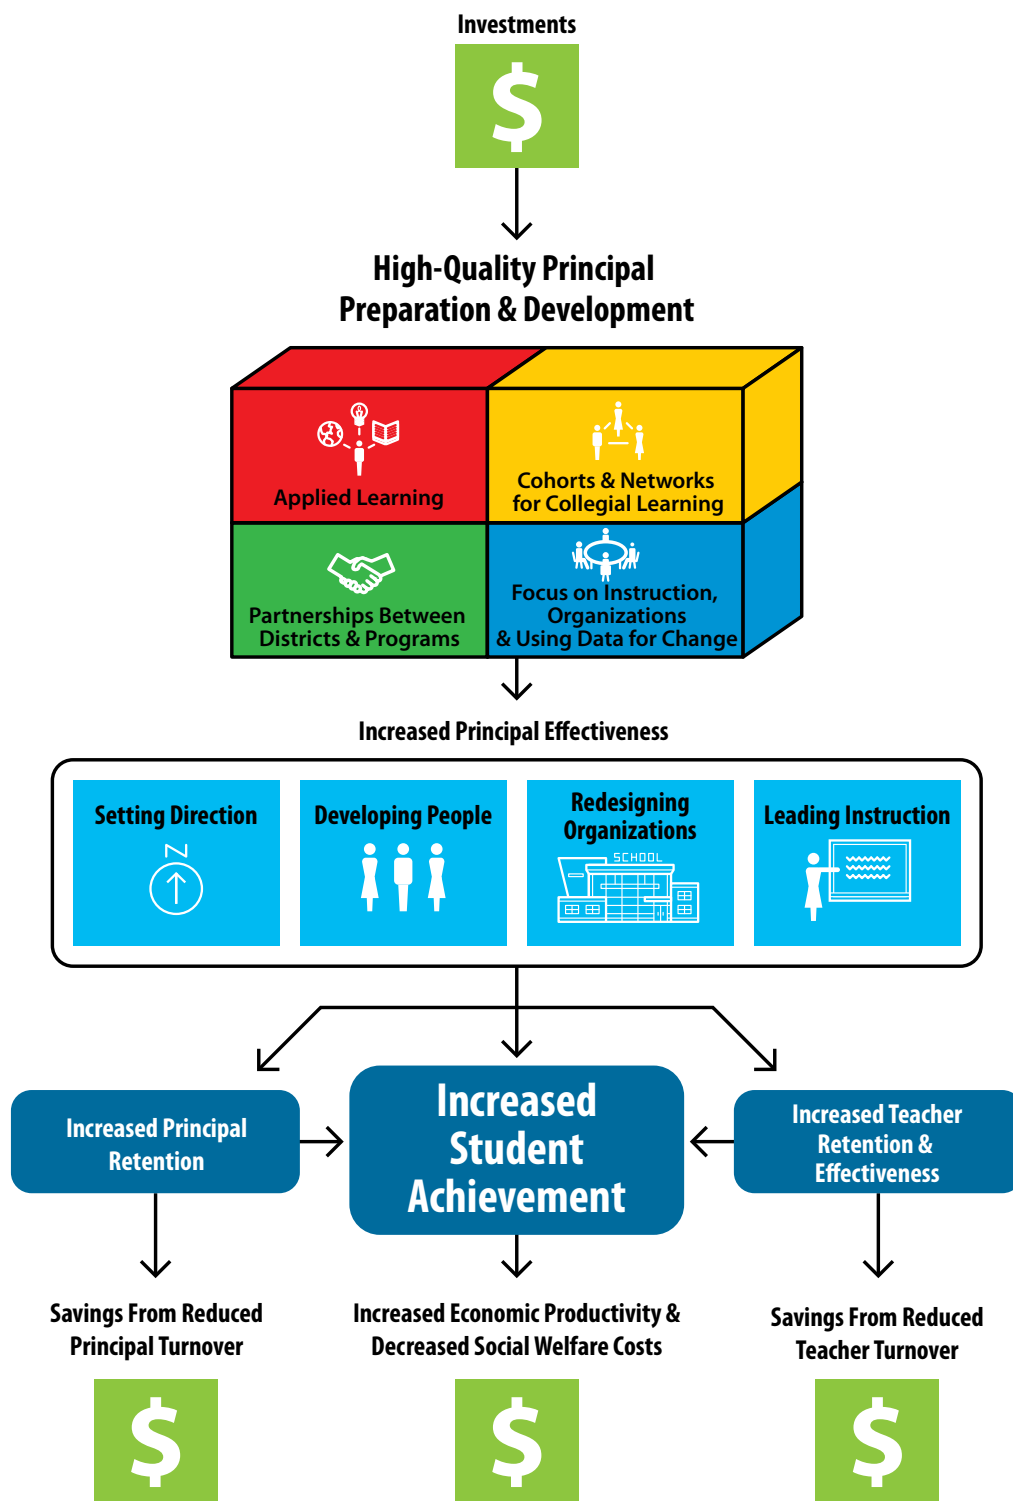 Investments
$
High-Quality Principal
Preparation & Development
Applied Learning
Cohorts & Networks
for Collegial Learning
Partnerships Between
Districts & Programs
Focus on Instruction,
Organizations
& Using Data for Change
Increased Principal Effectiveness
Setting Direction
N
Developing People
Redesigning
Organizations
SCHOOL
Leading Instruction
Increased Principal
Retention
Increased
Student
Achievement
Increased Teacher
Retention &
Effectiveness
Savings From Reduced
Principal Turnover
$
Increased Economic Productivity &
Decreased Social Welfare Costs
$
Savings From Reduced
Teacher Turnover
$